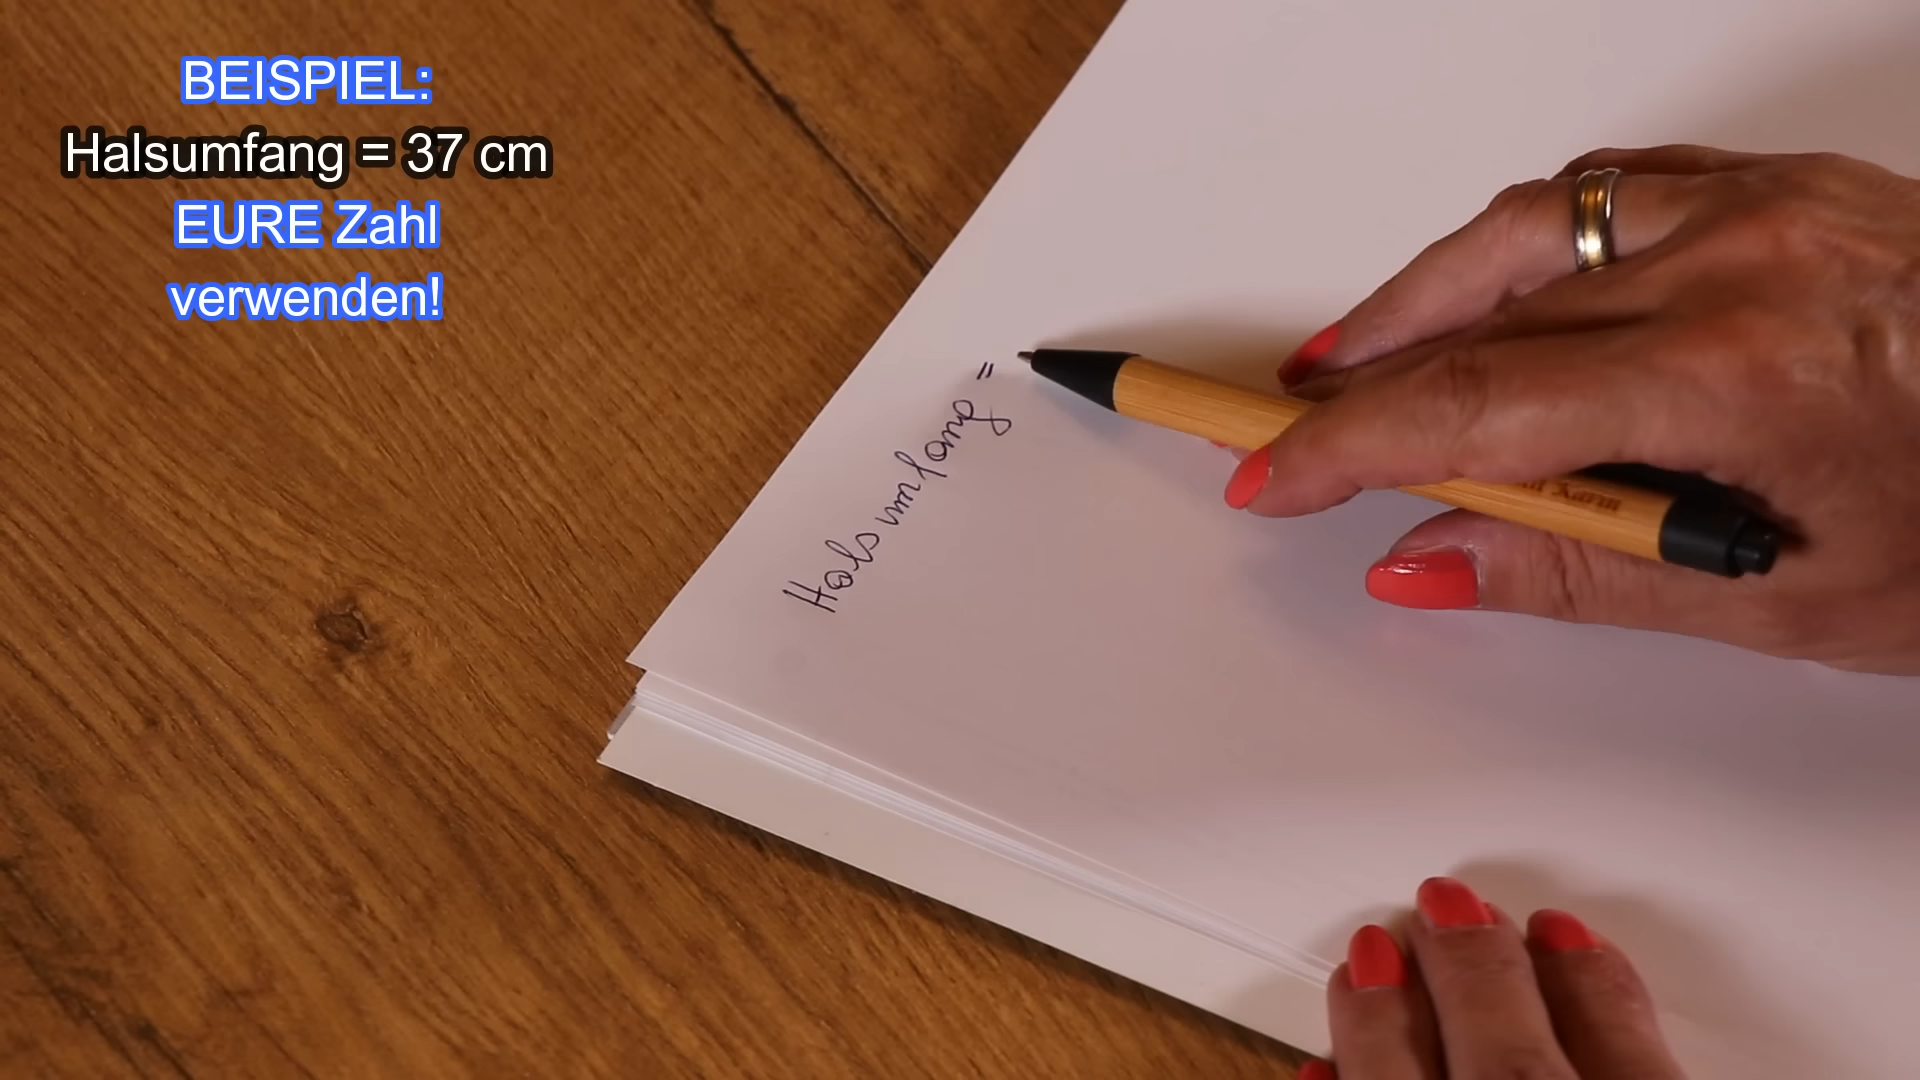 BEISPIEL:
Halsumfang = 37 cm
EURE Zahl
verwenden!
Halsumfang =